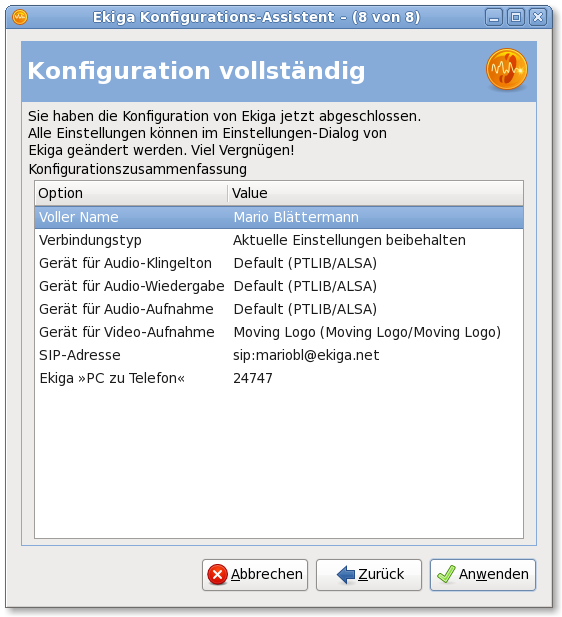 Ekiga Konfigurations-Assistent – (8 von 8)
Konfiguration vollständig
Sie haben die Konfiguration von Ekiga jetzt abgeschlossen.
Alle Einstellungen können im Einstellungen-Dialog von
Ekiga geändert werden. Viel Vergnügen!
Konfigurationszusammenfassung
Option Value
Voller Name Mario Blättermann
Verbindungstyp Aktuelle Einstellungen beibehalten
Gerät für Audio-Klingelton Default (PTLIB/ALSA)
Gerät für Audio-Wiedergabe Default (PTLIB/ALSA)
Gerät für Audio-Aufnahme Default (PTLIB/ALSA)
Gerät für Video-Aufnahme Moving Logo (Moving Logo/Moving Logo)
SIP-Adresse sip:mariobl@ekiga.net
Ekiga »PC zu Telefon« 24747
Abbrechen Zurück Anwenden